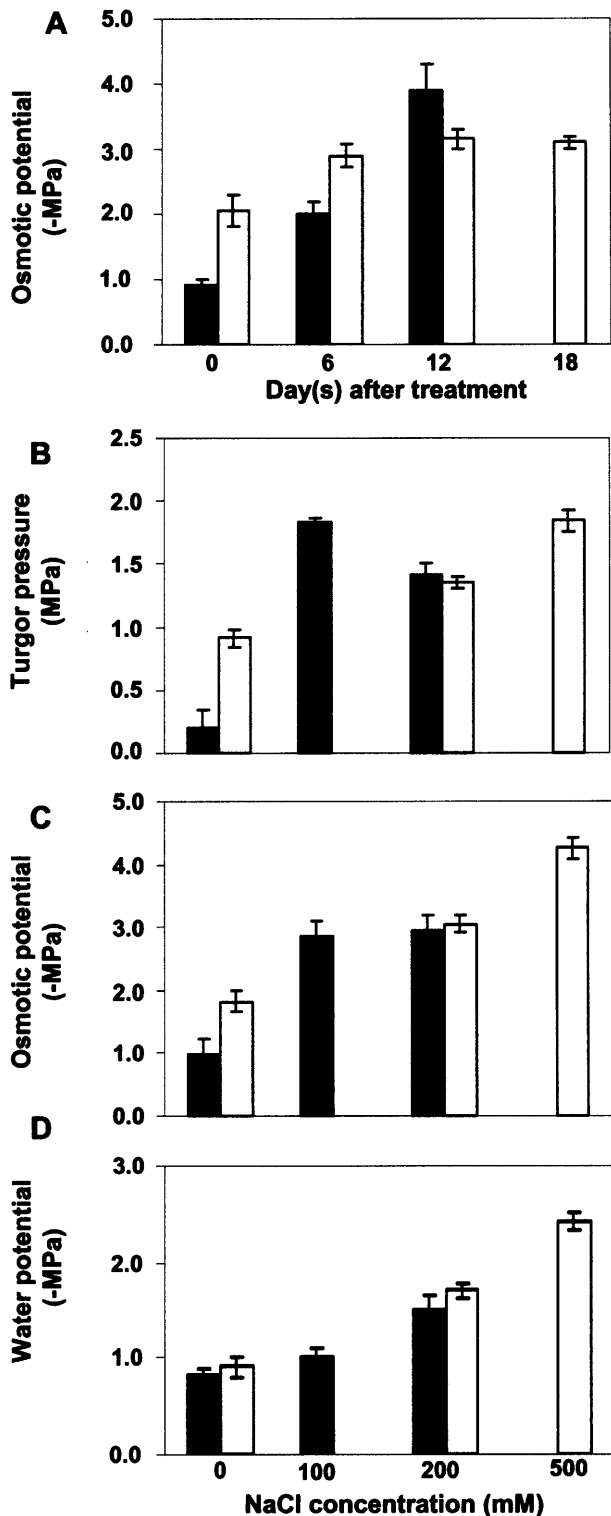 A
5.0
4.0
3.0
2.0
1.0
0.0
Osmotic potential
(-MPa)
0 6 12 18
Day(s) after treatment
B
2.5
2.0
1.5
1.0
0.5
0.0
Turgor pressure
(MPa)
C
5.0
4.0
3.0
2.0
1.0
0.0
Osmotic potential
(-MPa)
D
3.0
2.0
1.0
0.0
Water potential
(-MPa)
0 100 200 500
NaCl concentration (mM)